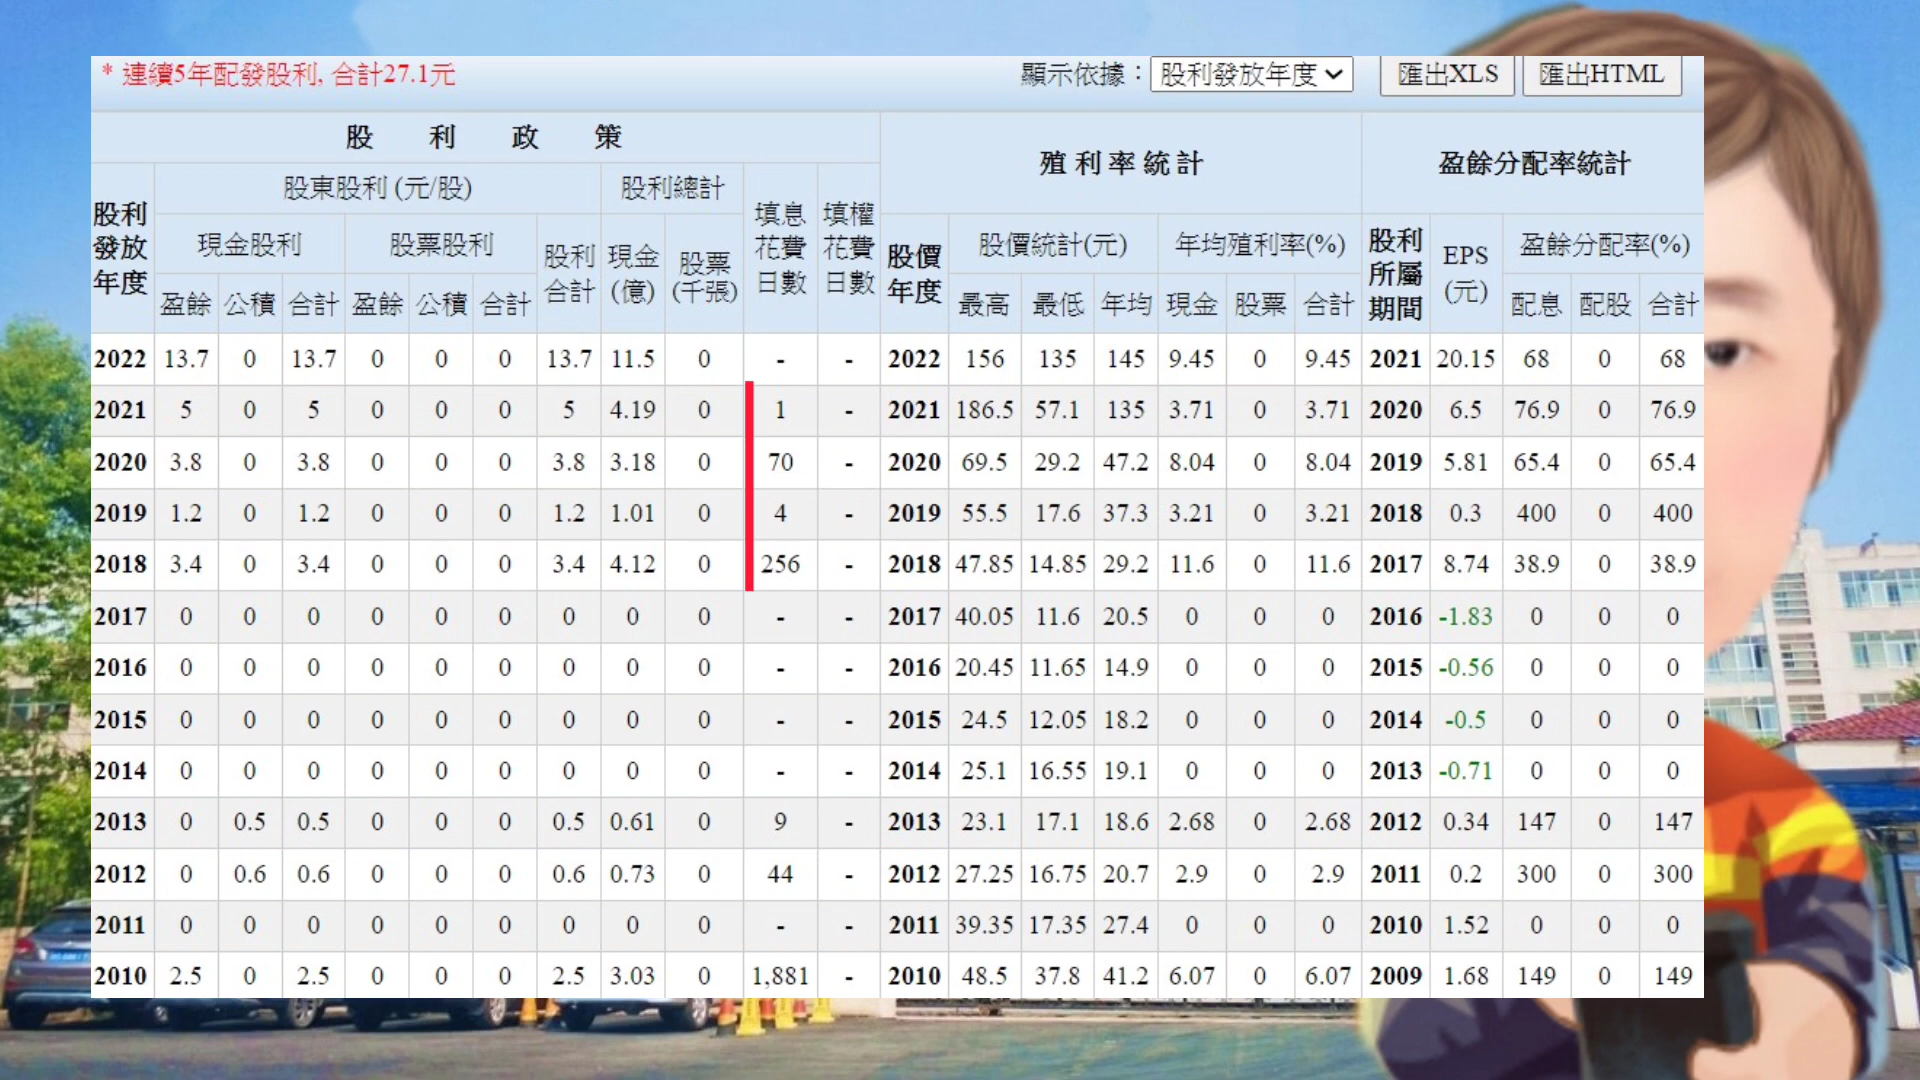 * 連續5年配發股利, 合計27.1元 顯示依據： 股利發放年度 匯出XLS 匯出HTML
股 利 政 策 殖利率統計 盈餘分配率統計
股利發放年度 股東股利 (元/股) 股利總計 填息花費日數 填權花費日數
現金股利 股票股利 股利合計 現金(億) 股票(千張) 股價年度 股價統計(元) 年均殖利率(%) 股利所屬期間 EPS(元) 盈餘分配率(%)
盈餘 公積 合計 盈餘 公積 合計 最高 最低 年均 現金 股票 合計 配息 配股 合計
2022 13.7 0 13.7 0 0 0 13.7 11.5 0 - - 2022 156 135 145 9.45 0 9.45 2021 20.15 68 0 68
2021 5 0 5 0 0 0 5 4.19 0 1 - 2021 186.5 57.1 135 3.71 0 3.71 2020 6.5 76.9 0 76.9
2020 3.8 0 3.8 0 0 0 3.8 3.18 0 70 - 2020 69.5 29.2 47.2 8.04 0 8.04 2019 5.81 65.4 0 65.4
2019 1.2 0 1.2 0 0 0 1.2 1.01 0 4 - 2019 55.5 17.6 37.3 3.21 0 3.21 2018 0.3 400 0 400
2018 3.4 0 3.4 0 0 0 3.4 4.12 0 256 - 2018 47.85 14.85 29.2 11.6 0 11.6 2017 8.74 38.9 0 38.9
2017 0 0 0 0 0 0 0 0 0 - - 2017 40.05 11.6 20.5 0 0 0 2016 -1.83 0 0 0
2016 0 0 0 0 0 0 0 0 0 - - 2016 20.45 11.65 14.9 0 0 0 2015 -0.56 0 0 0
2015 0 0 0 0 0 0 0 0 0 - - 2015 24.5 12.05 18.2 0 0 0 2014 -0.5 0 0 0
2014 0 0 0 0 0 0 0 0 0 - - 2014 25.1 16.55 19.1 0 0 0 2013 -0.71 0 0 0
2013 0 0.5 0.5 0 0 0 0.5 0.61 0 9 - 2013 23.1 17.1 18.6 2.68 0 2.68 2012 0.34 147 0 147
2012 0 0.6 0.6 0 0 0 0.6 0.73 0 44 - 2012 27.25 16.75 20.7 2.9 0 2.9 2011 0.2 300 0 300
2011 0 0 0 0 0 0 0 0 0 - - 2011 39.35 17.35 27.4 0 0 0 2010 1.52 0 0 0
2010 2.5 0 2.5 0 0 0 2.5 3.03 0 1,881 - 2010 48.5 37.8 41.2 6.07 0 6.07 2009 1.68 149 0 149